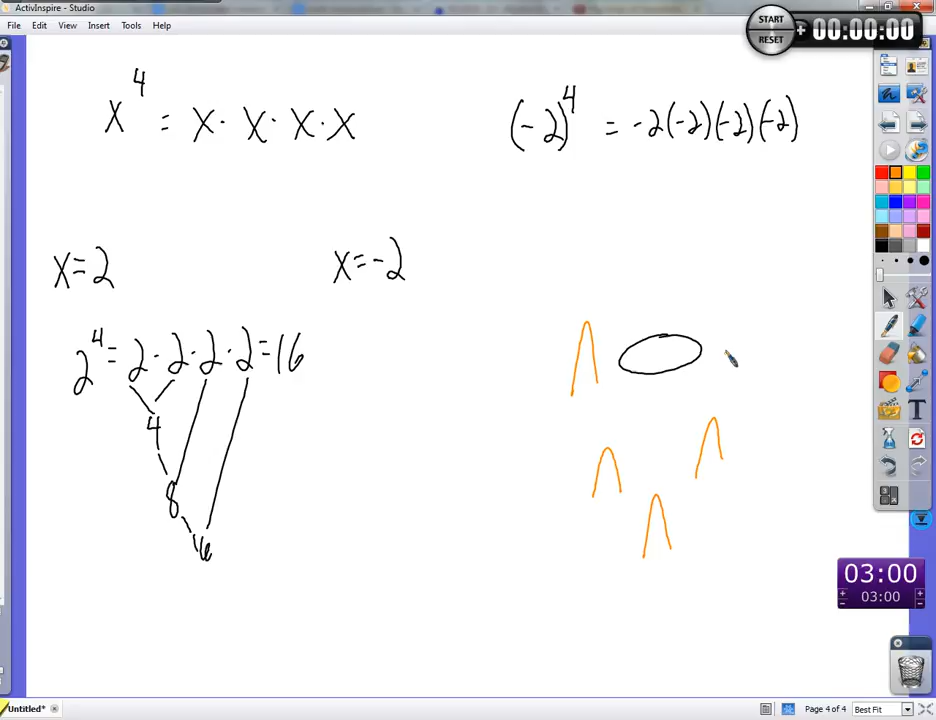 ActivInspire - Studio
File Edit View Insert Tools Help
START
RESET
00:00:00
x^4 = x · x · x · x
(-2)^4 = -2(-2)(-2)(-2)
x=2
x=-2
2^4 = 2 · 2 · 2 · 2 = 16
4
8
16
03:00
03:00
Untitled*
Page 4 of 4
Best Fit